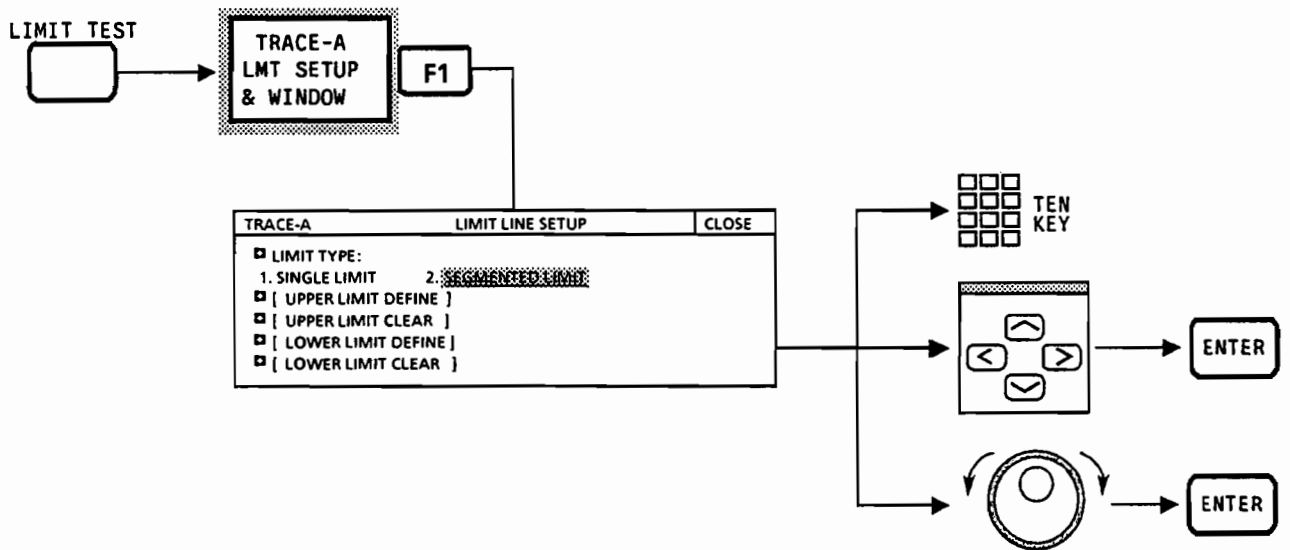 LIMIT TEST
TRACE-A
LMT SETUP
& WINDOW
F1
TRACE-A LIMIT LINE SETUP CLOSE
LIMIT TYPE:
1. SINGLE LIMIT 2. SEGMENTED LIMIT
[ UPPER LIMIT DEFINE ]
[ UPPER LIMIT CLEAR ]
[ LOWER LIMIT DEFINE ]
[ LOWER LIMIT CLEAR ]
TEN
KEY
ENTER
ENTER